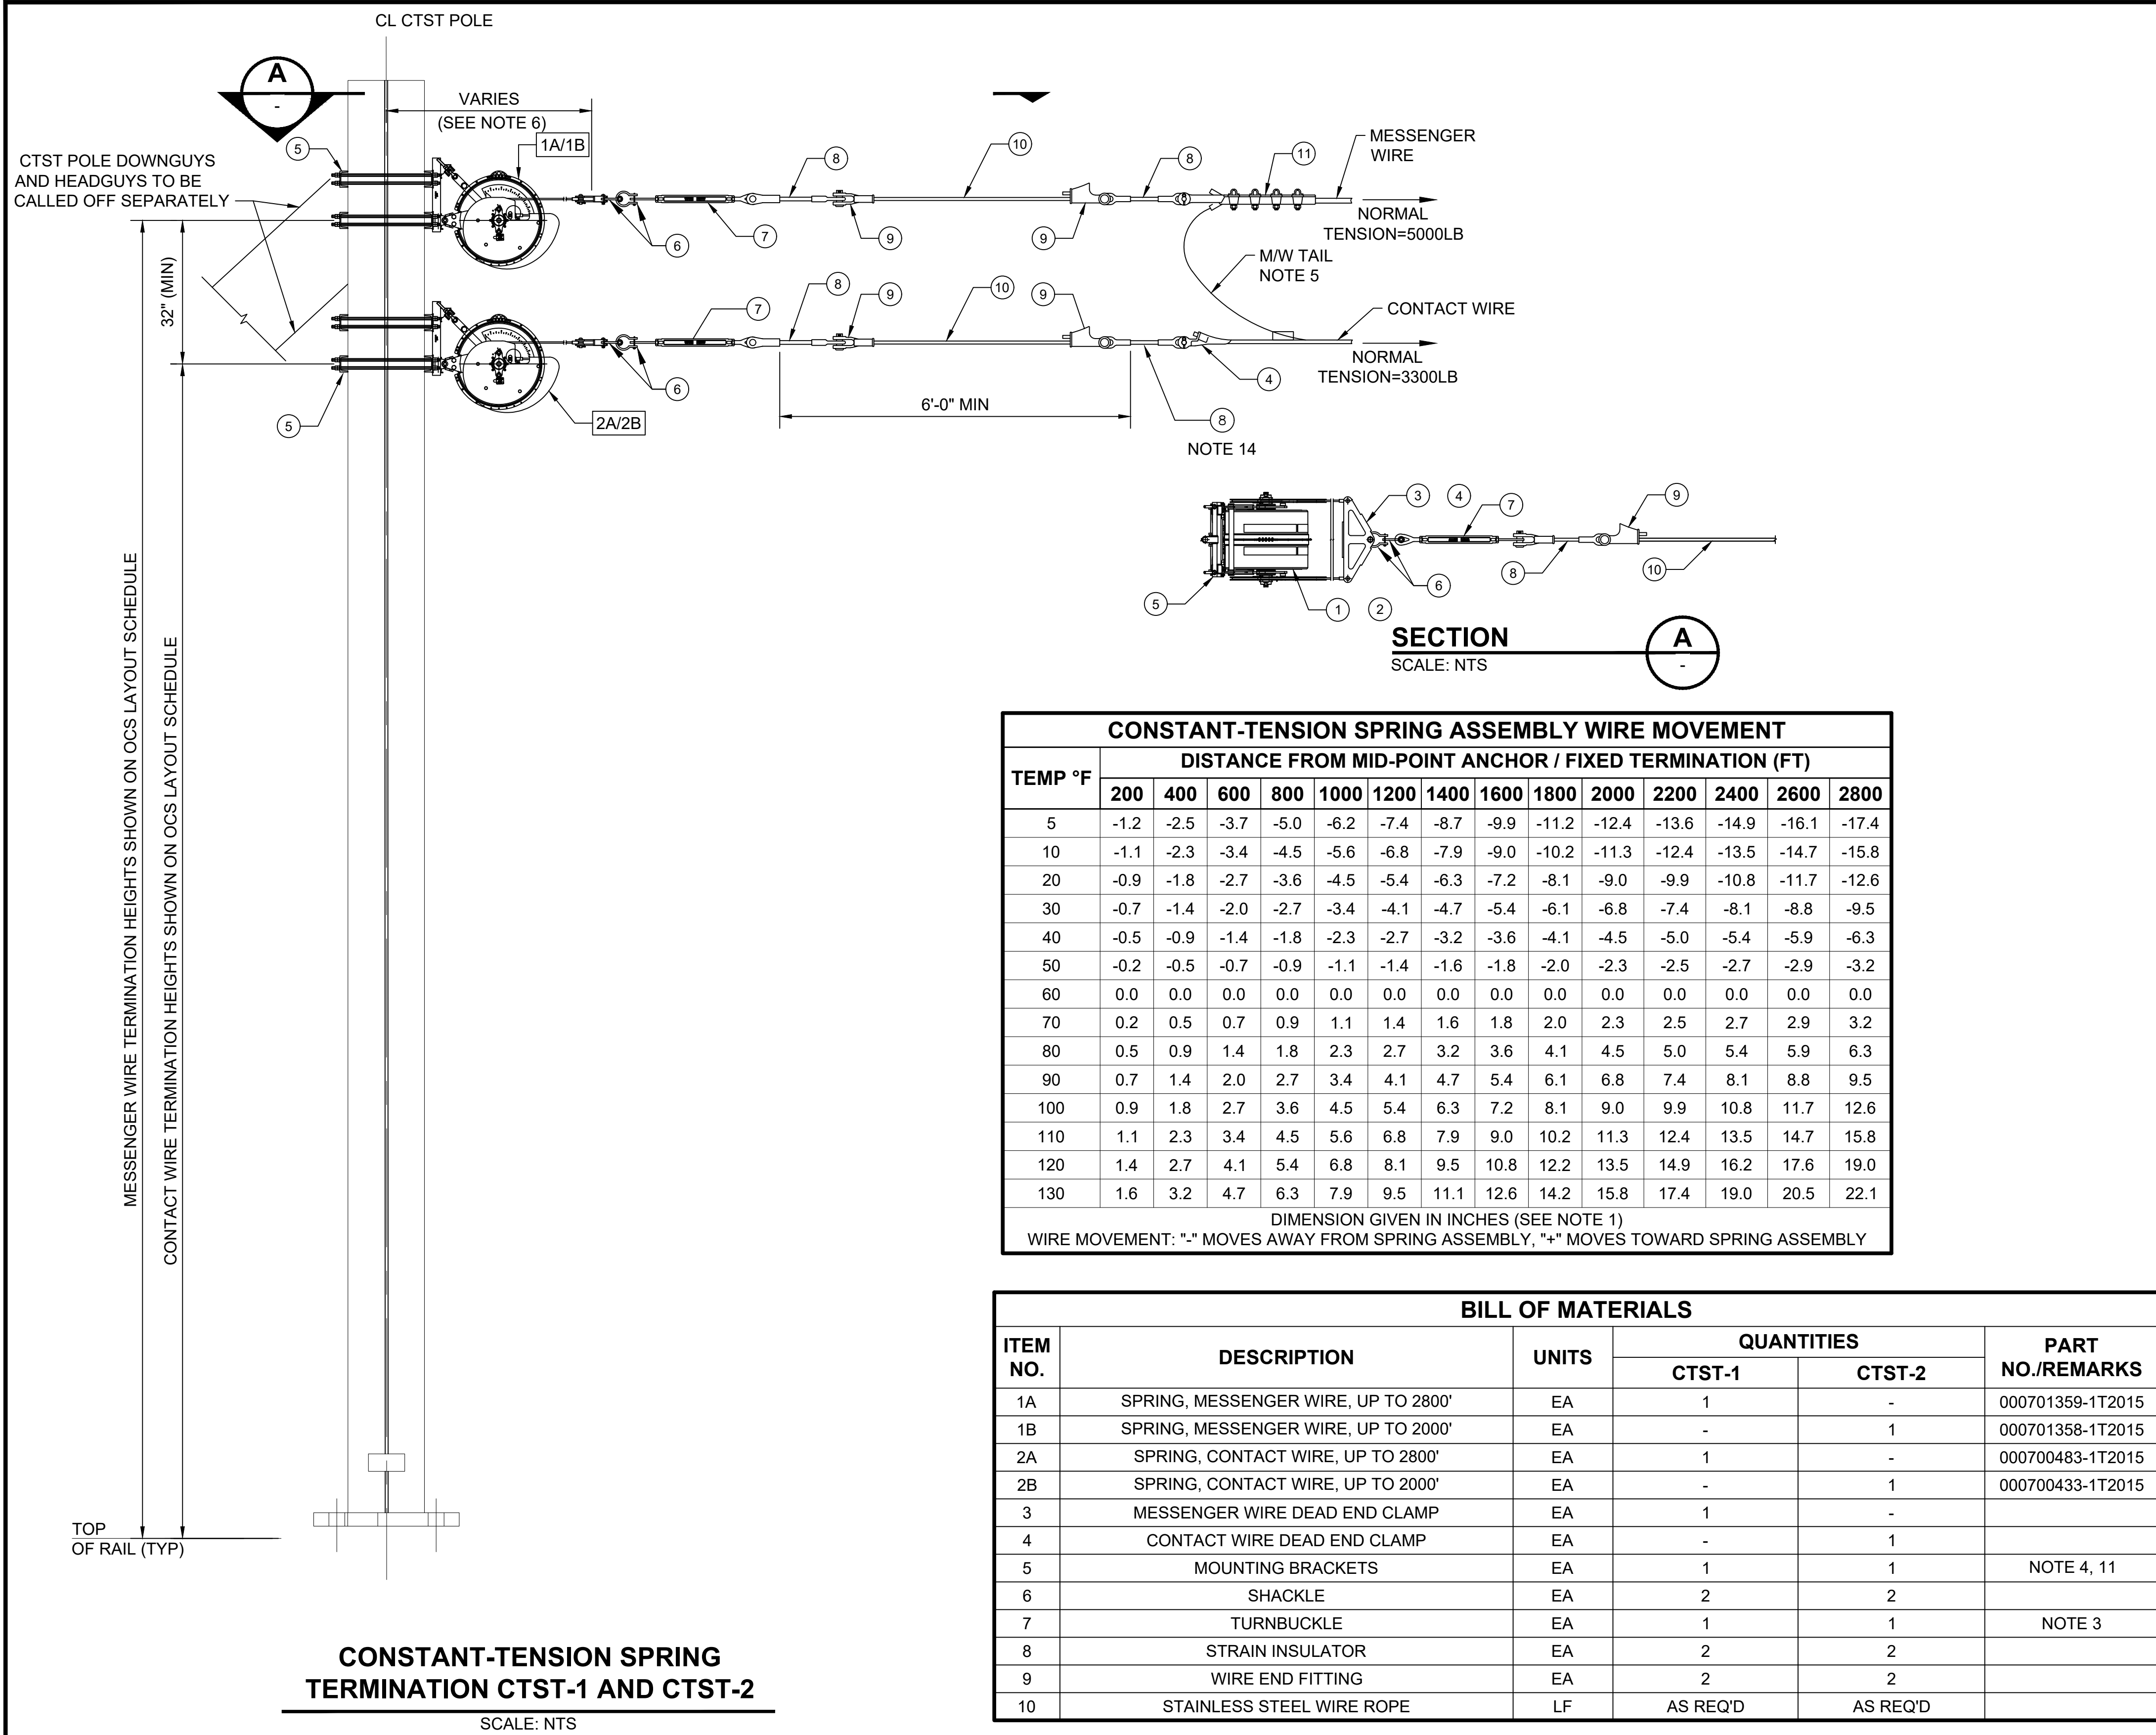 CL CTST POLE
A
-
VARIES
(SEE NOTE 6)
1A/1B
5
CTST POLE DOWNGUYS
AND HEADGUYS TO BE
CALLED OFF SEPARATELY
8
10
8
11
MESSENGER
WIRE
6
7
9
9
NORMAL
TENSION=5000LB
32" (MIN)
M/W TAIL
NOTE 5
7
8
9
10
9
CONTACT WIRE
NORMAL
TENSION=3300LB
6
4
5
2A/2B
6'-0" MIN
8
NOTE 14
3
4
7
9
5
1
2
6
8
10
SECTION
SCALE: NTS
A
-
MESSENGER WIRE TERMINATION HEIGHTS SHOWN ON OCS LAYOUT SCHEDULE
CONTACT WIRE TERMINATION HEIGHTS SHOWN ON OCS LAYOUT SCHEDULE
TOP
OF RAIL (TYP)
CONSTANT-TENSION SPRING
TERMINATION CTST-1 AND CTST-2
SCALE: NTS
CONSTANT-TENSION SPRING ASSEMBLY WIRE MOVEMENT
TEMP °F
DISTANCE FROM MID-POINT ANCHOR / FIXED TERMINATION (FT)
200 400 600 800 1000 1200 1400 1600 1800 2000 2200 2400 2600 2800
5 -1.2 -2.5 -3.7 -5.0 -6.2 -7.4 -8.7 -9.9 -11.2 -12.4 -13.6 -14.9 -16.1 -17.4
10 -1.1 -2.3 -3.4 -4.5 -5.6 -6.8 -7.9 -9.0 -10.2 -11.3 -12.4 -13.5 -14.7 -15.8
20 -0.9 -1.8 -2.7 -3.6 -4.5 -5.4 -6.3 -7.2 -8.1 -9.0 -9.9 -10.8 -11.7 -12.6
30 -0.7 -1.4 -2.0 -2.7 -3.4 -4.1 -4.7 -5.4 -6.1 -6.8 -7.4 -8.1 -8.8 -9.5
40 -0.5 -0.9 -1.4 -1.8 -2.3 -2.7 -3.2 -3.6 -4.1 -4.5 -5.0 -5.4 -5.9 -6.3
50 -0.2 -0.5 -0.7 -0.9 -1.1 -1.4 -1.6 -1.8 -2.0 -2.3 -2.5 -2.7 -2.9 -3.2
60 0.0 0.0 0.0 0.0 0.0 0.0 0.0 0.0 0.0 0.0 0.0 0.0 0.0 0.0
70 0.2 0.5 0.7 0.9 1.1 1.4 1.6 1.8 2.0 2.3 2.5 2.7 2.9 3.2
80 0.5 0.9 1.4 1.8 2.3 2.7 3.2 3.6 4.1 4.5 5.0 5.4 5.9 6.3
90 0.7 1.4 2.0 2.7 3.4 4.1 4.7 5.4 6.1 6.8 7.4 8.1 8.8 9.5
100 0.9 1.8 2.7 3.6 4.5 5.4 6.3 7.2 8.1 9.0 9.9 10.8 11.7 12.6
110 1.1 2.3 3.4 4.5 5.6 6.8 7.9 9.0 10.2 11.3 12.4 13.5 14.7 15.8
120 1.4 2.7 4.1 5.4 6.8 8.1 9.5 10.8 12.2 13.5 14.9 16.2 17.6 19.0
130 1.6 3.2 4.7 6.3 7.9 9.5 11.1 12.6 14.2 15.8 17.4 19.0 20.5 22.1
DIMENSION GIVEN IN INCHES (SEE NOTE 1)
WIRE MOVEMENT: "-" MOVES AWAY FROM SPRING ASSEMBLY, "+" MOVES TOWARD SPRING ASSEMBLY
BILL OF MATERIALS
ITEM NO. DESCRIPTION UNITS QUANTITIES PART NO./REMARKS
CTST-1 CTST-2
1A SPRING, MESSENGER WIRE, UP TO 2800' EA 1 - 000701359-1T2015
1B SPRING, MESSENGER WIRE, UP TO 2000' EA - 1 000701358-1T2015
2A SPRING, CONTACT WIRE, UP TO 2800' EA 1 - 000700483-1T2015
2B SPRING, CONTACT WIRE, UP TO 2000' EA - 1 000700433-1T2015
3 MESSENGER WIRE DEAD END CLAMP EA 1 -
4 CONTACT WIRE DEAD END CLAMP EA - 1
5 MOUNTING BRACKETS EA 1 1 NOTE 4, 11
6 SHACKLE EA 2 2
7 TURNBUCKLE EA 1 1 NOTE 3
8 STRAIN INSULATOR EA 2 2
9 WIRE END FITTING EA 2 2
10 STAINLESS STEEL WIRE ROPE LF AS REQ'D AS REQ'D